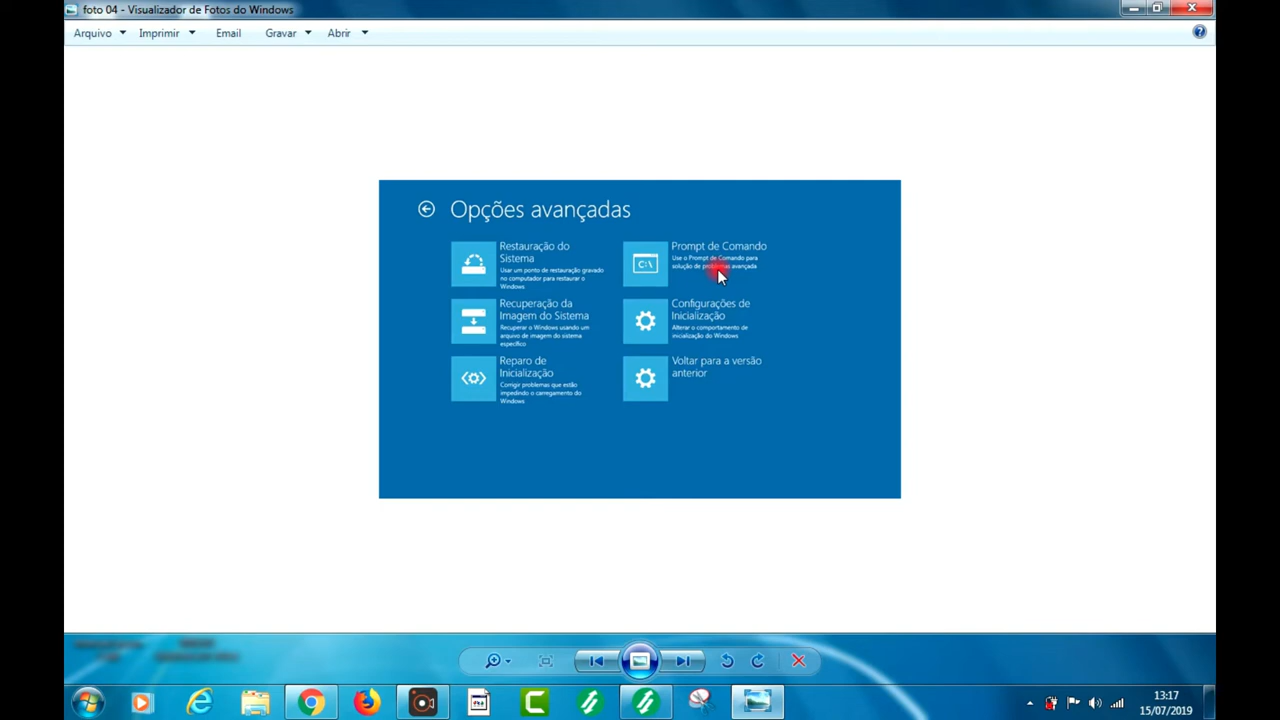 foto 04 - Visualizador de Fotos do Windows
Arquivo Imprimir Email Gravar Abrir
Opções avançadas
Restauração do
Sistema
Usar um ponto de restauração gravado
no computador para restaurar o
Windows
Prompt de Comando
Use o Prompt de Comando para
solução de problemas avançada
C:\
Recuperação da
Imagem do Sistema
Recuperar o Windows usando um
arquivo de imagem do sistema
específico
Configurações de
Inicialização
Alterar o comportamento de
inicialização do Windows
Reparo de
Inicialização
Corrigir problemas que estão
impedindo o carregamento do
Windows
Voltar para a versão
anterior
13:17
15/07/2019